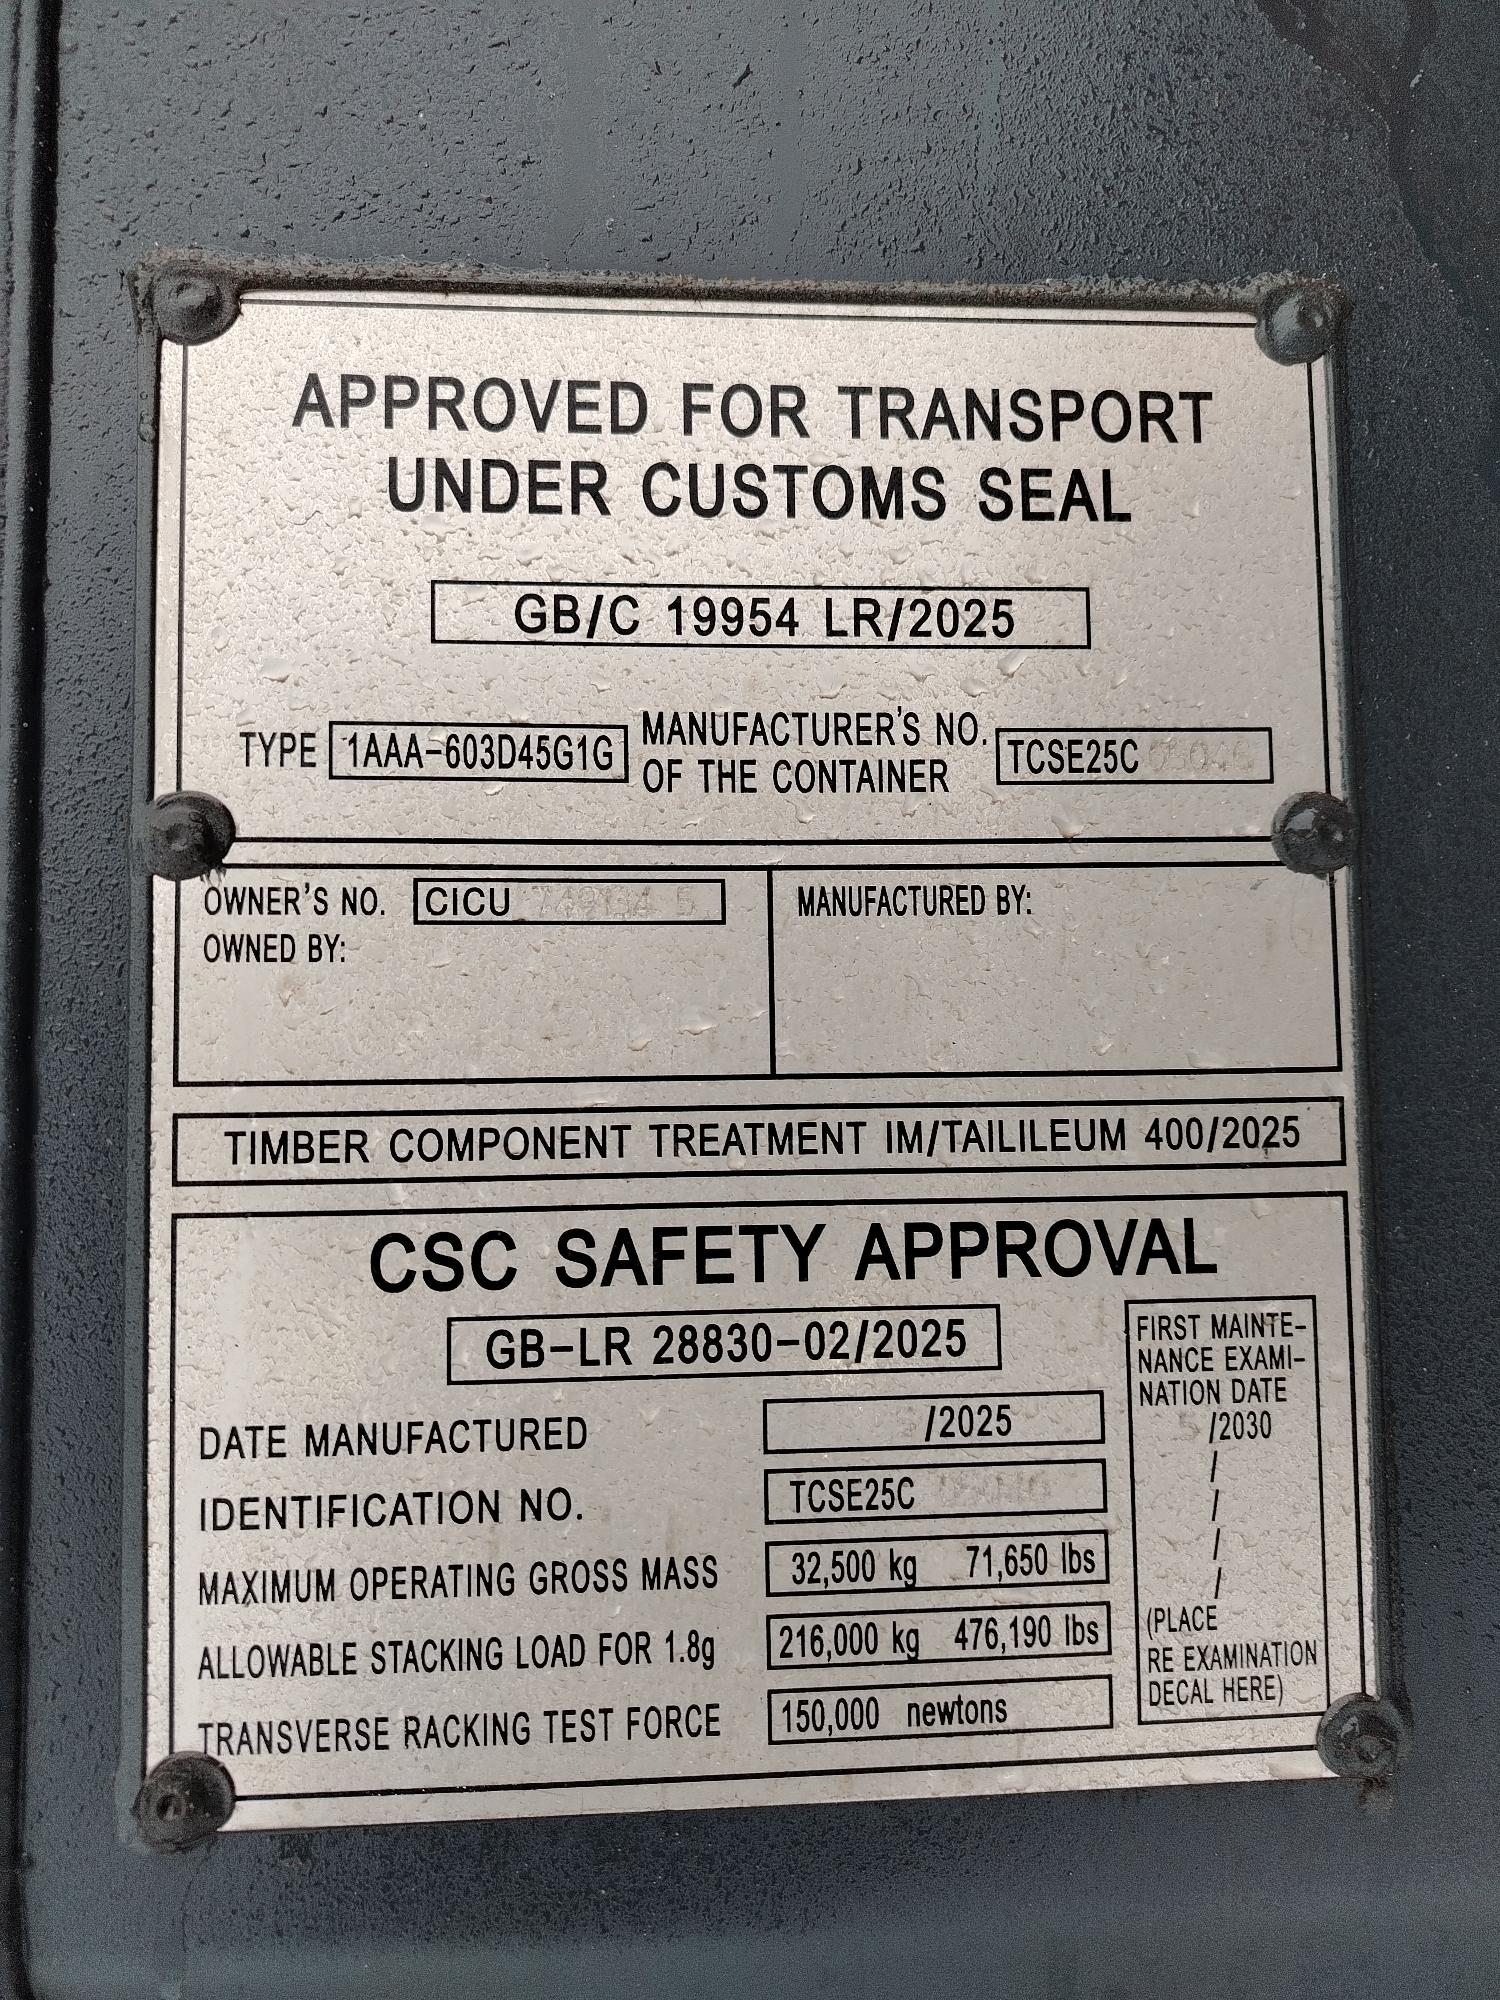 APPROVED FOR TRANSPORT
UNDER CUSTOMS SEAL
GB/C 19954 LR/2025
TYPE 1AAA-603D45G1G MANUFACTURER'S NO. OF THE CONTAINER TCSE25C
OWNER'S NO. CICU
OWNED BY:
MANUFACTURED BY:
TIMBER COMPONENT TREATMENT IM/TAILILEUM 400/2025
CSC SAFETY APPROVAL
GB-LR 28830-02/2025
DATE MANUFACTURED /2025
IDENTIFICATION NO. TCSE25C
MAXIMUM OPERATING GROSS MASS 32,500 kg 71,650 lbs
ALLOWABLE STACKING LOAD FOR 1.8g 216,000 kg 476,190 lbs
TRANSVERSE RACKING TEST FORCE 150,000 newtons
FIRST MAINTE-
NANCE EXAMI-
NATION DATE
/2030
/
/
/
/
(PLACE
RE EXAMINATION
DECAL HERE)